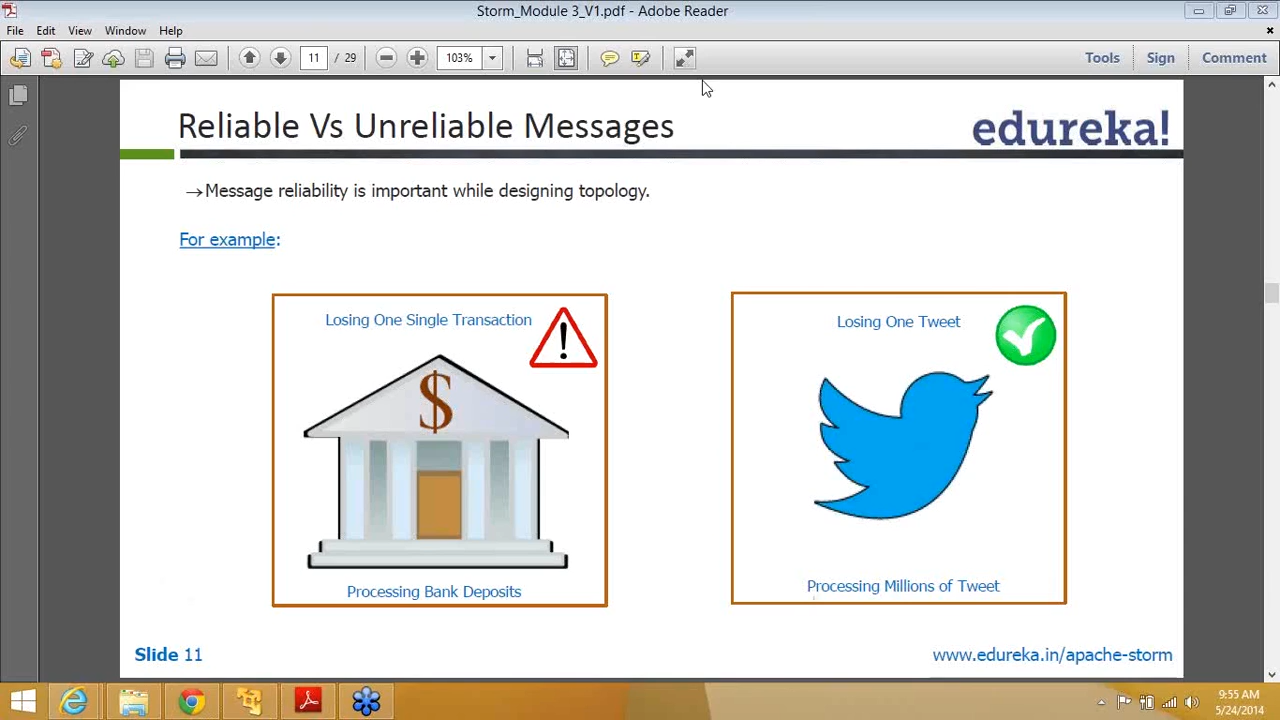 Storm_Module 3_V1.pdf - Adobe Reader
File Edit View Window Help
11 / 29 103% Tools Sign Comment
Reliable Vs Unreliable Messages
edureka!
→Message reliability is important while designing topology.
For example:
Losing One Single Transaction
!
$
Processing Bank Deposits
Losing One Tweet
Processing Millions of Tweet
Slide 11
www.edureka.in/apache-storm
9:55 AM
5/24/2014